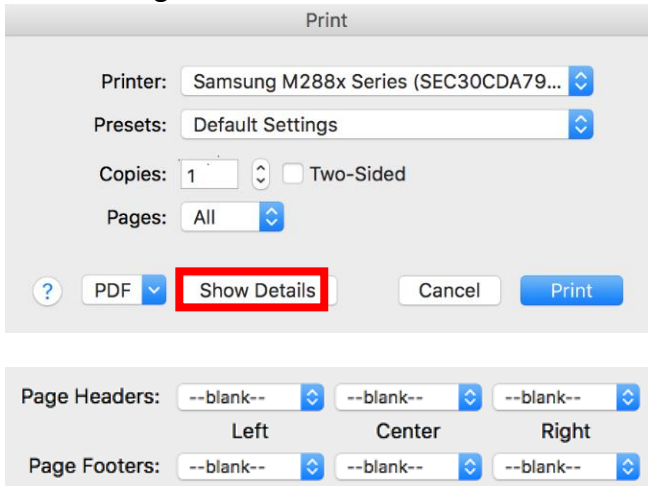 Print
Printer: Samsung M288x Series (SEC30CDA79...
Presets: Default Settings
Copies: 1 Two-Sided
Pages: All
? PDF Show Details Cancel Print
Page Headers: --blank-- --blank-- --blank--
Left Center Right
Page Footers: --blank-- --blank-- --blank--